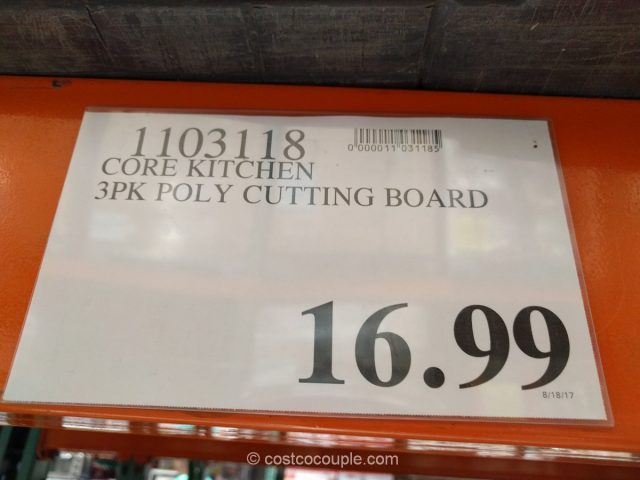 1103118
0"000011"031185
CORE KITCHEN
3PK POLY CUTTING BOARD
16.99
8/18/17
© costcocouple.com